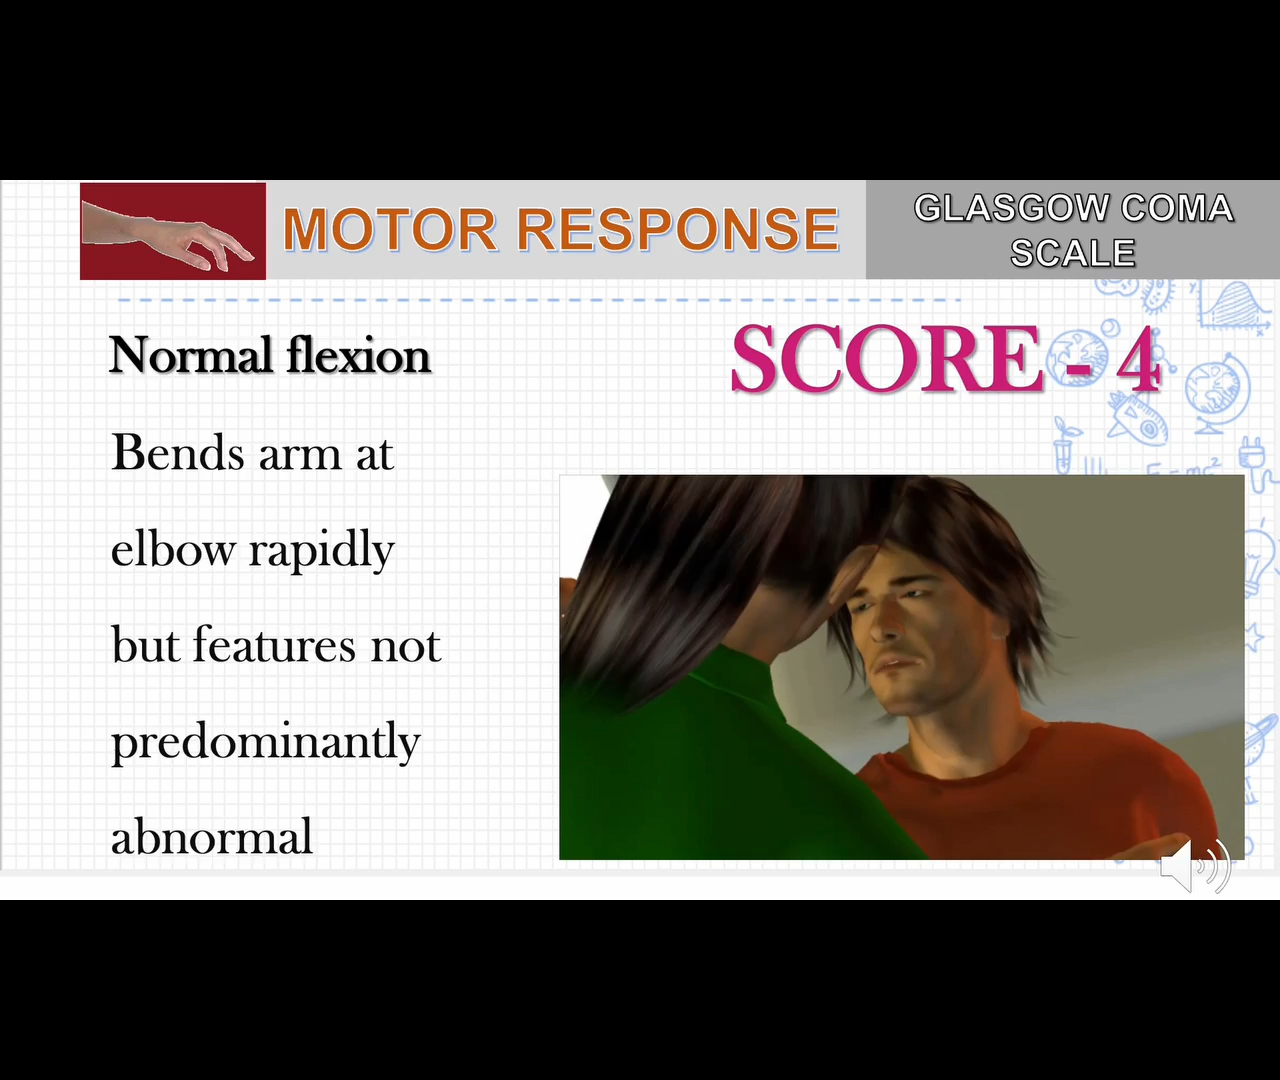 MOTOR RESPONSE
GLASGOW COMA
SCALE
Normal flexion
SCORE - 4
Bends arm at
elbow rapidly
but features not
predominantly
abnormal
E=mc²